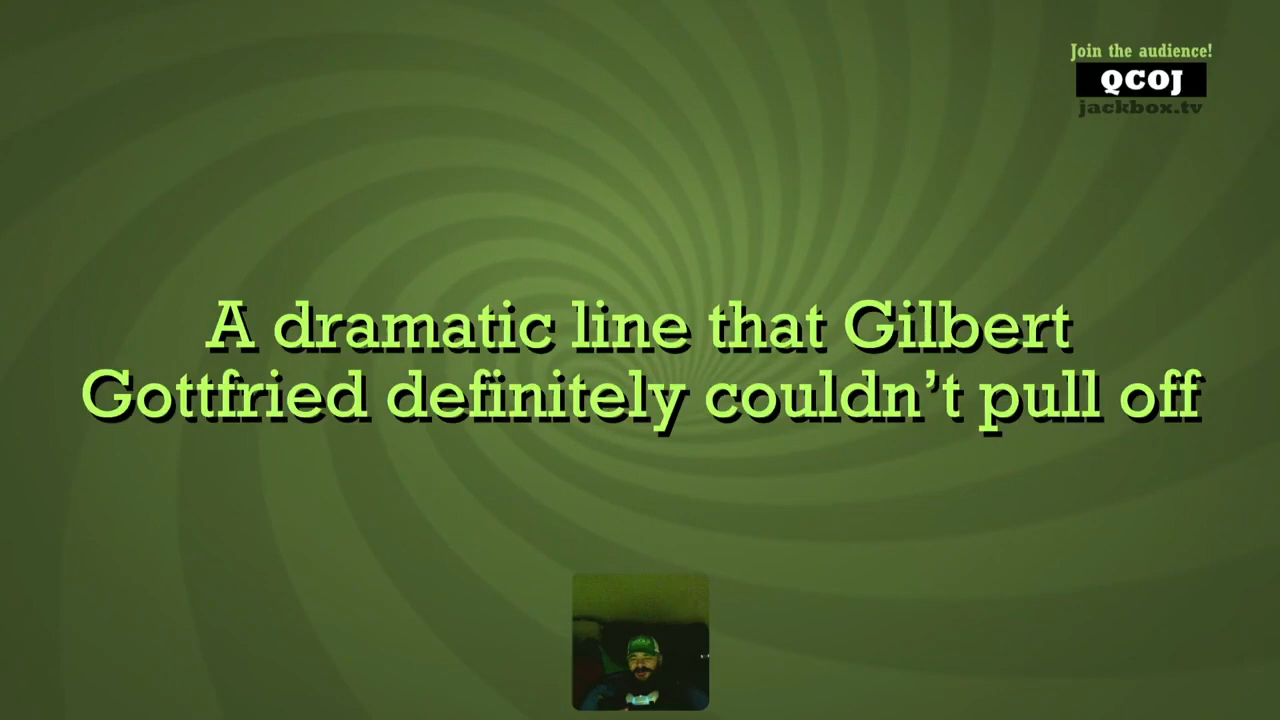 Join the audience!
QCOJ
jackbox.tv
A dramatic line that Gilbert
Gottfried definitely couldn’t pull off